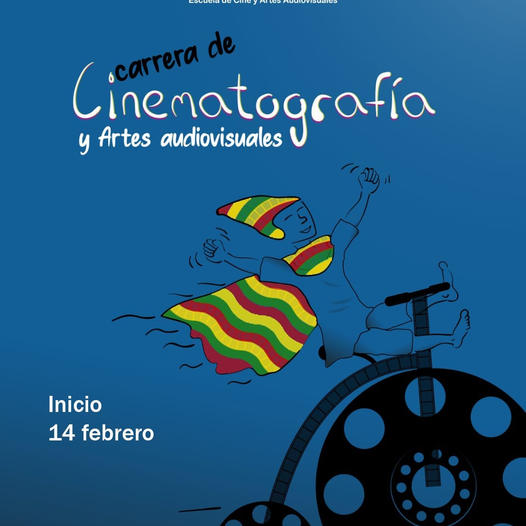 Escuela de Cine y Artes Audiovisuales
carrera de
Cinematografía
y Artes audiovisuales
Inicio
14 febrero